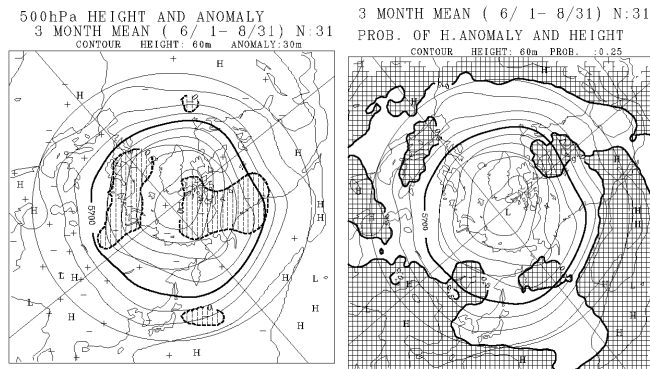 500hPa HEIGHT AND ANOMALY
3 MONTH MEAN ( 6/ 1- 8/31) N:31
CONTOUR HEIGHT: 60m ANOMALY:30m
H
H
H
H
H
H
H
L
H
H
L
L
H
H
H
5700
3 MONTH MEAN ( 6/ 1- 8/31) N:31
PROB. OF H.ANOMALY AND HEIGHT
CONTOUR HEIGHT: 60m PROB. :0.25
H
H
H
H
H
L
H
L
H
H
5700